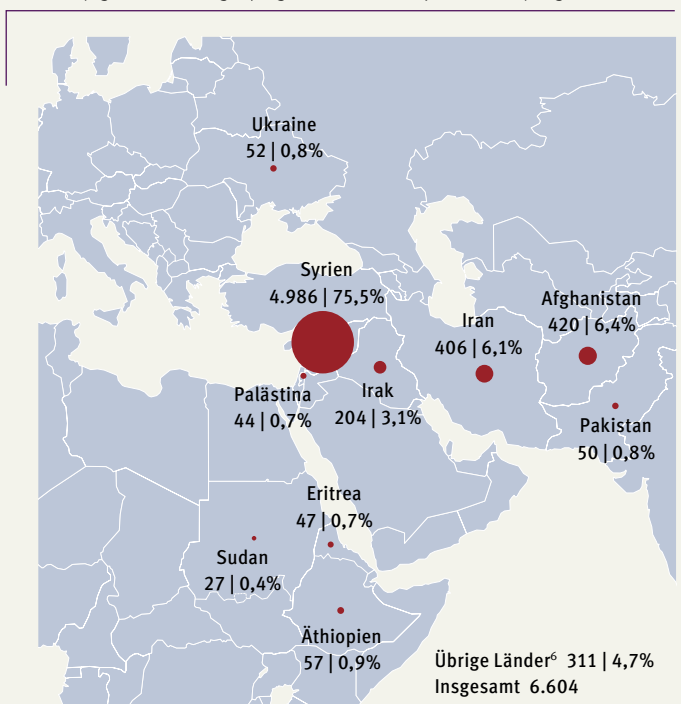 Ukraine
52 | 0,8%
Syrien
4.986 | 75,5%
Afghanistan
420 | 6,4%
Iran
406 | 6,1%
Palästina
44 | 0,7%
Irak
204 | 3,1%
Pakistan
50 | 0,8%
Eritrea
47 | 0,7%
Sudan
27 | 0,4%
Äthiopien
57 | 0,9%
Übrige Länder⁶ 311 | 4,7%
Insgesamt 6.604